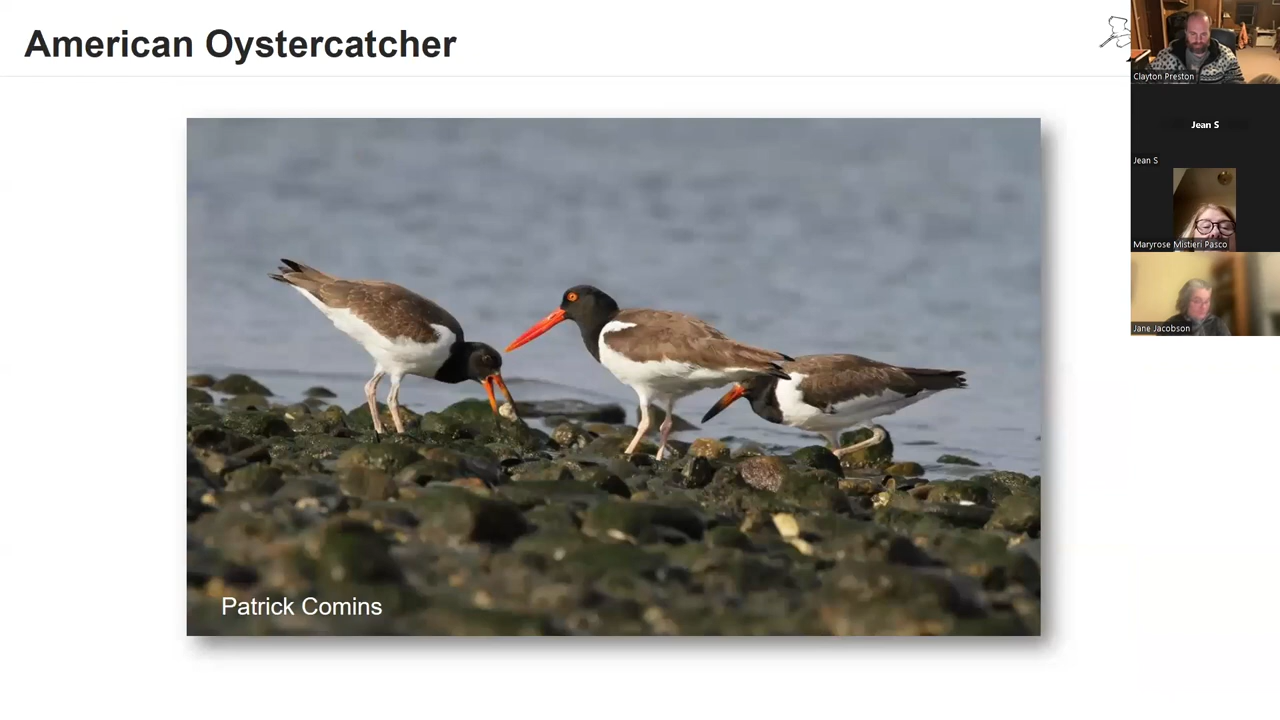 American Oystercatcher
Clayton Preston
Jean S
Jean S
Maryrose Mistieri Pasco
Jane Jacobson
Patrick Comins